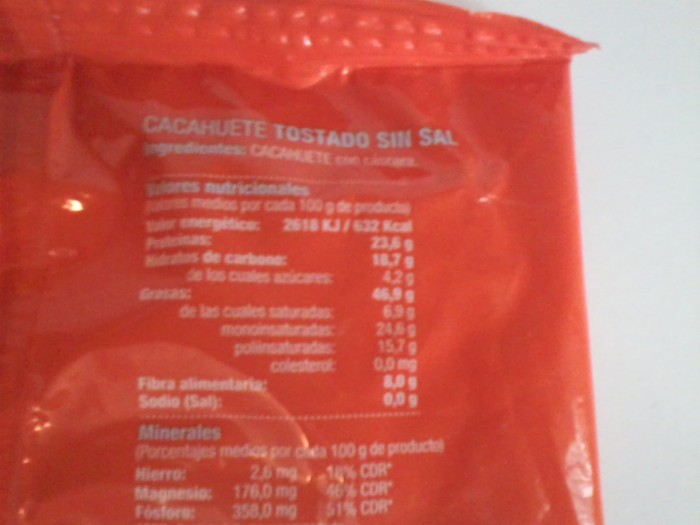 CACAHUETE TOSTADO SIN SAL
Ingredientes: CACAHUETE con cáscara.
Valores nutricionales
(valores medios por cada 100 g de producto)
Valor energético: 2618 KJ / 632 Kcal
Proteínas: 23,6 g
Hidratos de carbono: 18,7 g
de los cuales azúcares: 4,2 g
Grasas: 46,9 g
de las cuales saturadas: 6,9 g
monoinsaturadas: 24,6 g
poliinsaturadas: 15,7 g
colesterol: 0,0 mg
Fibra alimentaria: 8,0 g
Sodio (Sal): 0,0 g
Minerales
(Porcentajes medios por cada 100 g de producto)
Hierro: 2,6 mg 18% CDR*
Magnesio: 176,0 mg 46% CDR*
Fósforo: 358,0 mg 51% CDR*